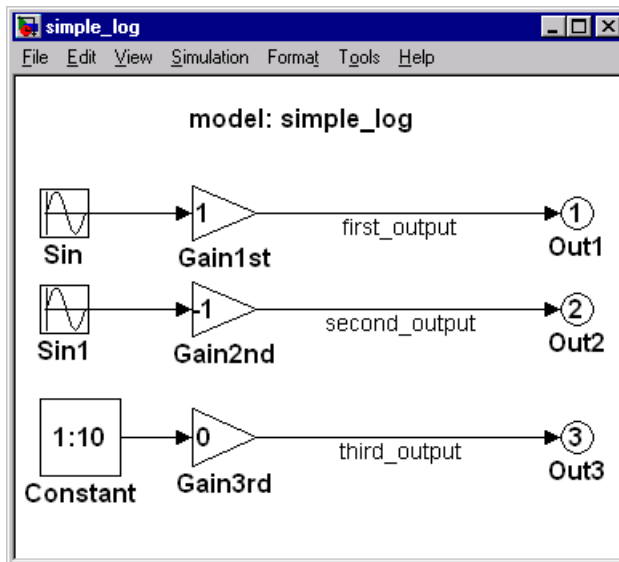 simple_log
File Edit View Simulation Format Tools Help
model: simple_log
1
first_output
1
Sin
Gain1st
Out1
-1
second_output
2
Sin1
Gain2nd
Out2
1:10
0
third_output
3
Constant
Gain3rd
Out3